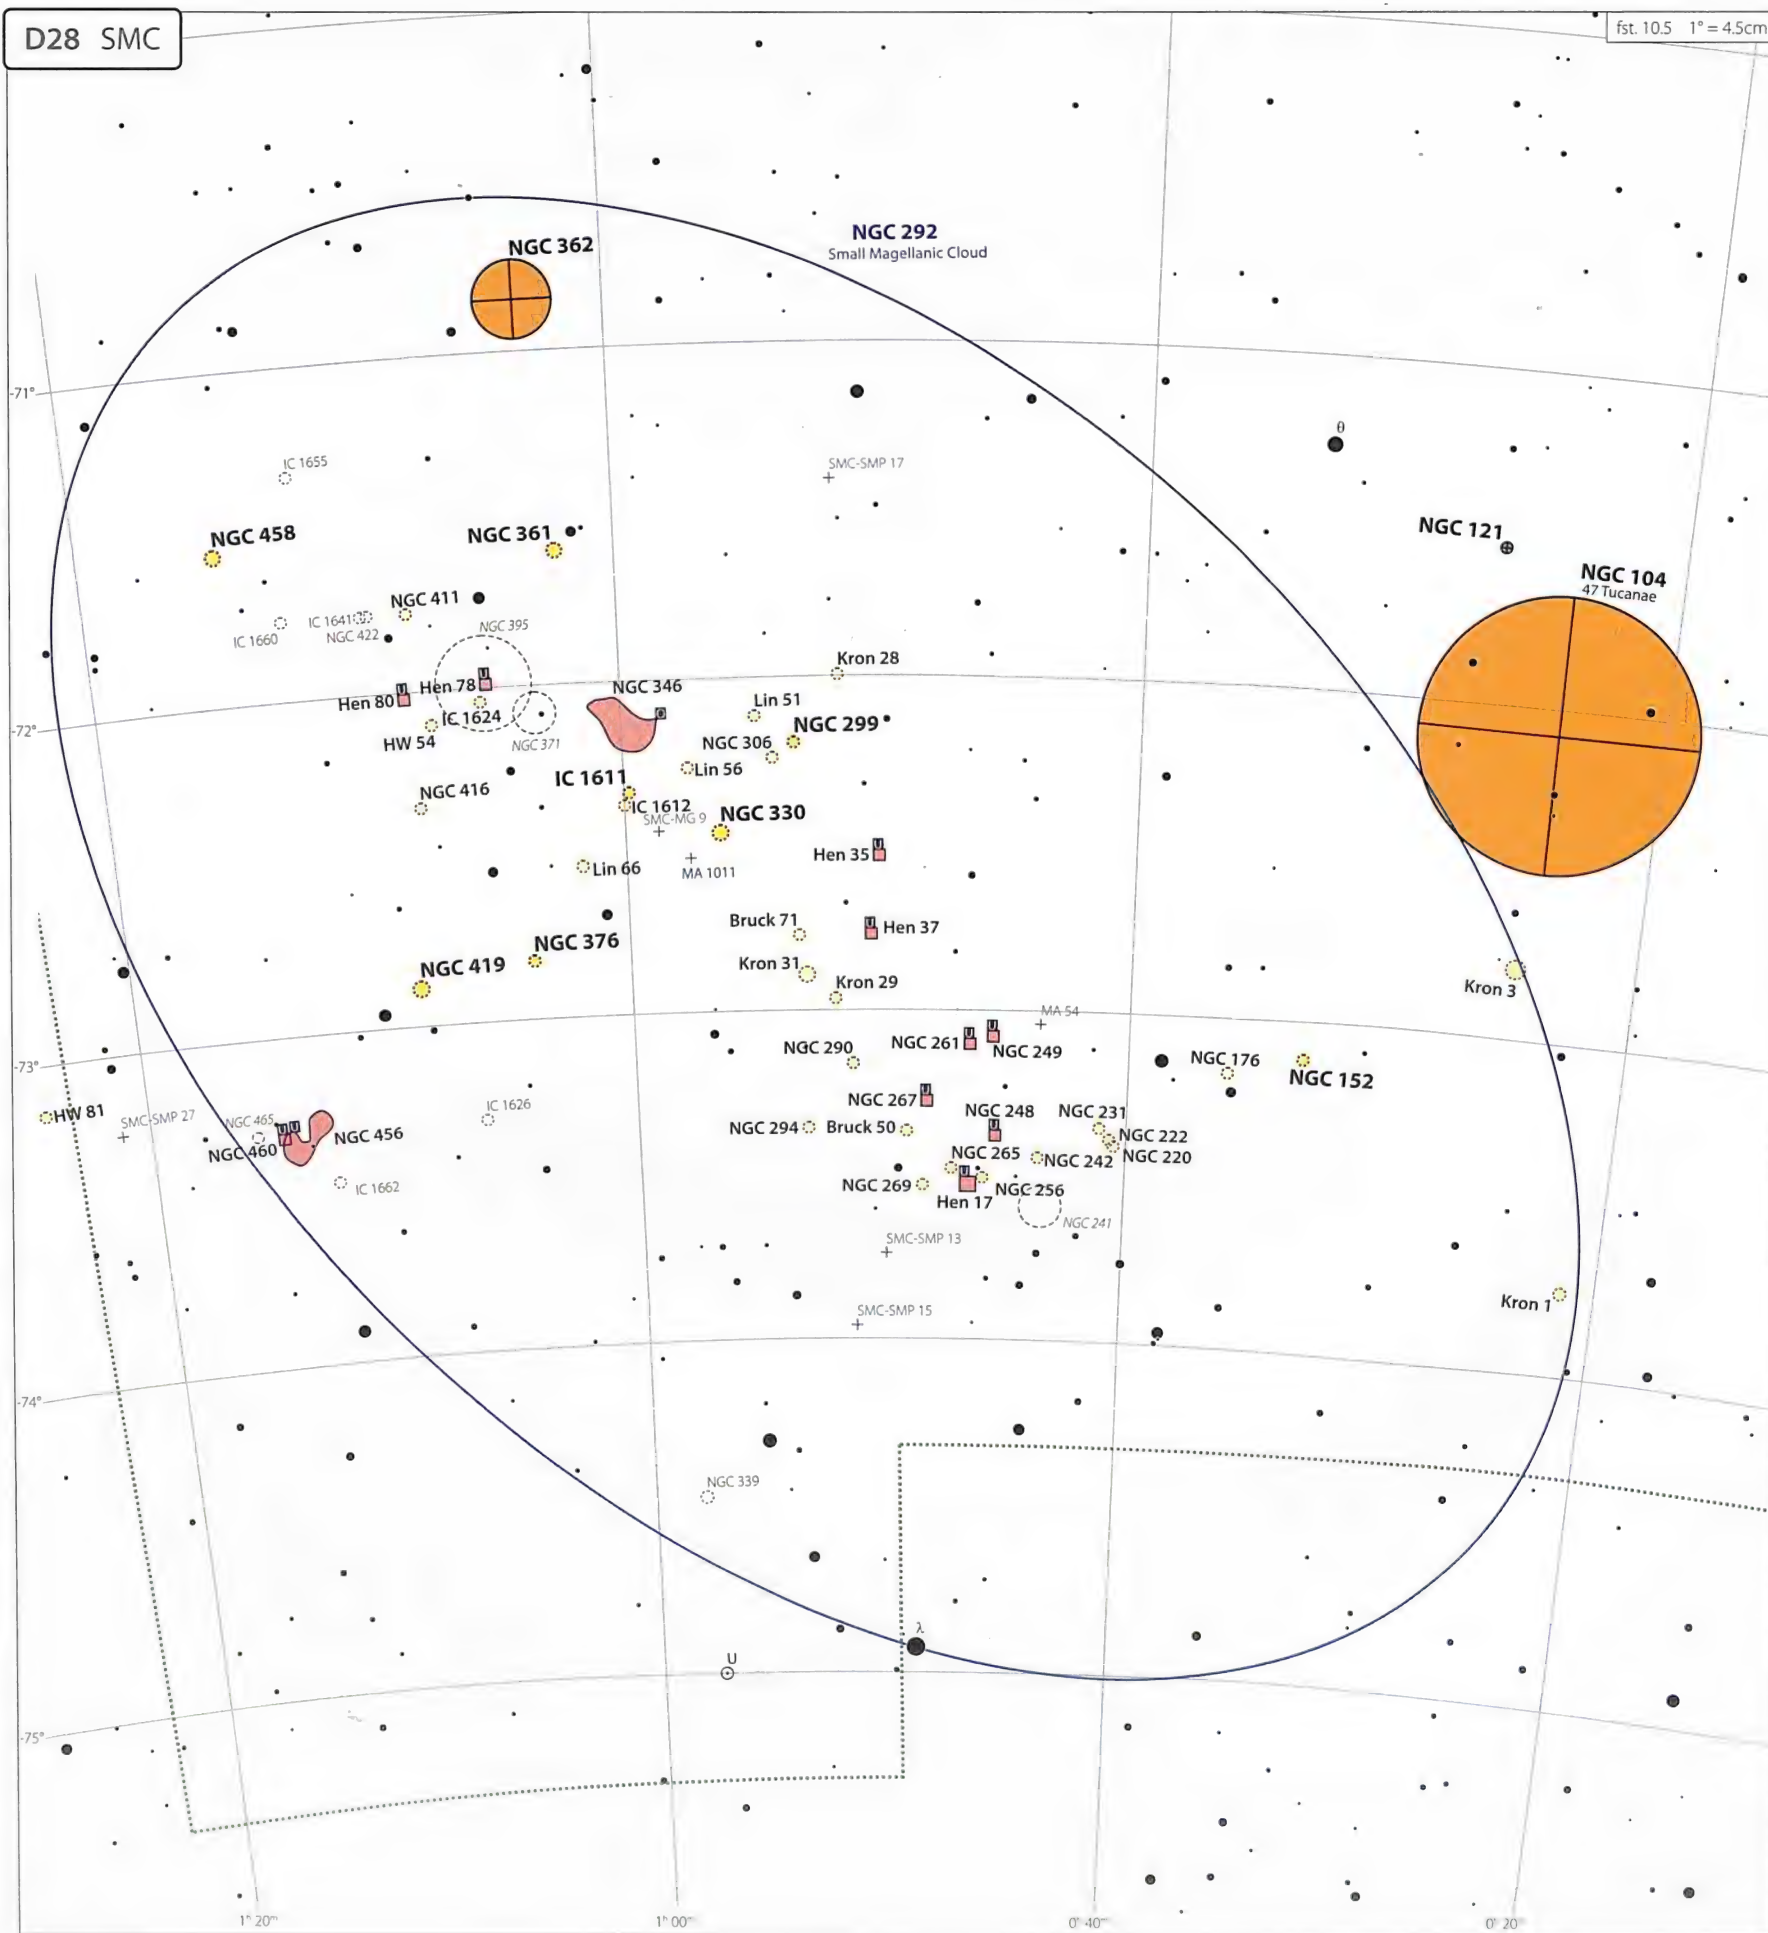 D28 SMC
fst. 10.5 1° = 4.5cm
NGC 292
Small Magellanic Cloud
NGC 362
-71°
θ
IC 1655
SMC-SMP 17
NGC 458
NGC 361
NGC 121
NGC 104
47 Tucanae
NGC 411
IC 1641
NGC 395
IC 1660
NGC 422
Kron 28
U
Hen 78
NGC 346
U
Hen 80
O
Lin 51
IC 1624
NGC 299
-72°
HW 54
NGC 371
NGC 306
Lin 56
IC 1611
NGC 416
IC 1612
NGC 330
SMC-MG 9
U
Hen 35
Lin 66
MA 1011
Bruck 71
U
Hen 37
NGC 376
Kron 31
NGC 419
Kron 29
Kron 3
MA 54
U
U
NGC 261
NGC 249
NGC 290
NGC 176
-73°
NGC 152
U
NGC 267
HW 81
NGC 248
NGC 231
IC 1626
SMC-SMP 27
NGC 465
U U
U
NGC 294
Bruck 50
NGC 456
NGC 222
NGC 460
NGC 265
NGC 242
NGC 220
U
IC 1662
NGC 269
NGC 256
Hen 17
NGC 241
SMC-SMP 13
Kron 1
SMC-SMP 15
-74°
NGC 339
λ
U
-75°
1ʰ 20ᵐ
1ʰ 00ᵐ
0ʰ 40ᵐ
0ʰ 20